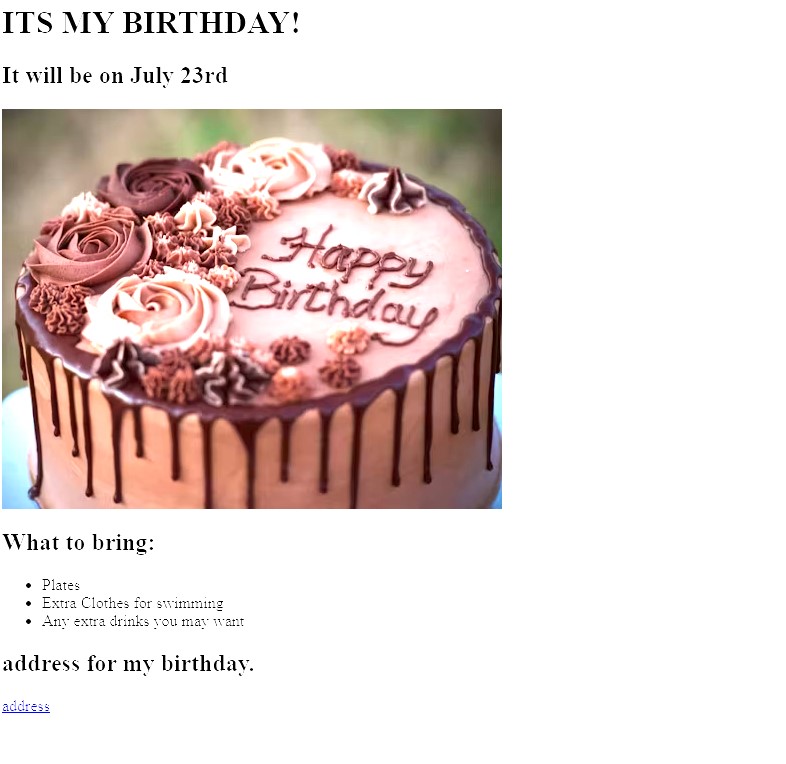 ITS MY BIRTHDAY!
It will be on July 23rd
Happy
Birthday
What to bring:
Plates
Extra Clothes for swimming
Any extra drinks you may want
address for my birthday.
address